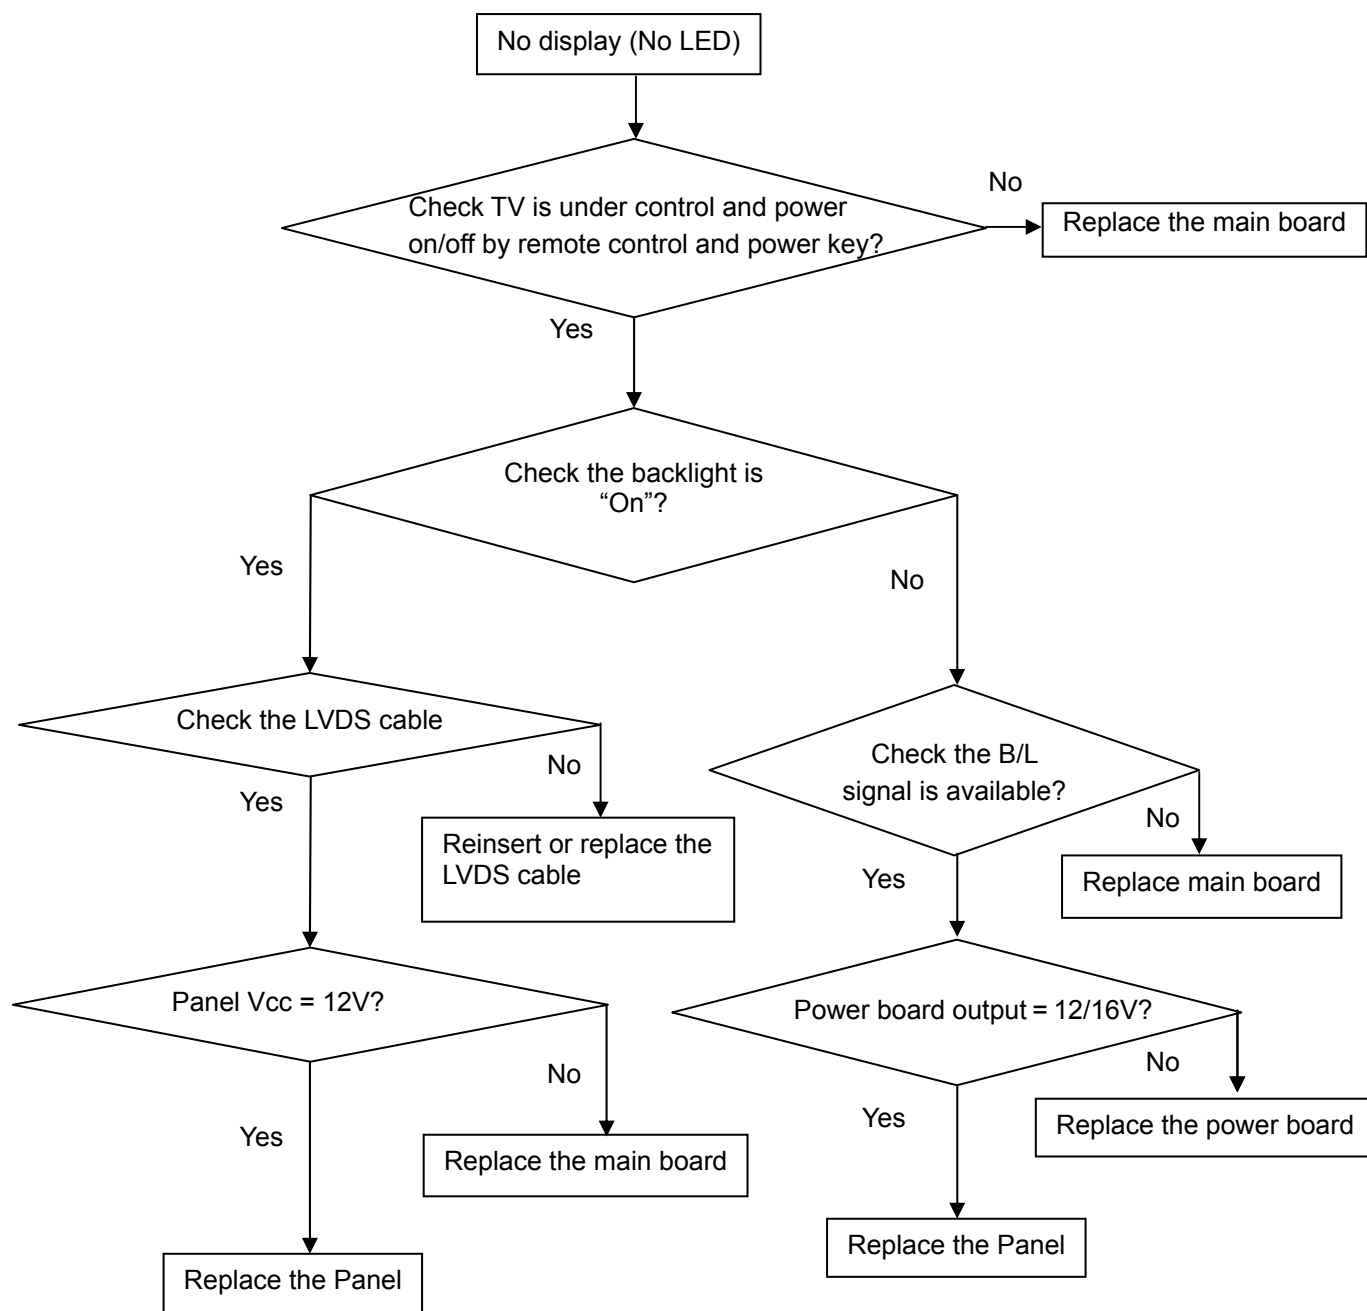 No display (No LED)
Check TV is under control and power
on/off by remote control and power key?
No
Replace the main board
Yes
Check the backlight is
“On”?
Yes
No
Check the LVDS cable
No
Yes
Reinsert or replace the
LVDS cable
Check the B/L
signal is available?
No
Yes
Replace main board
Panel Vcc = 12V?
No
Yes
Replace the main board
Replace the Panel
Power board output = 12/16V?
No
Yes
Replace the power board
Replace the Panel